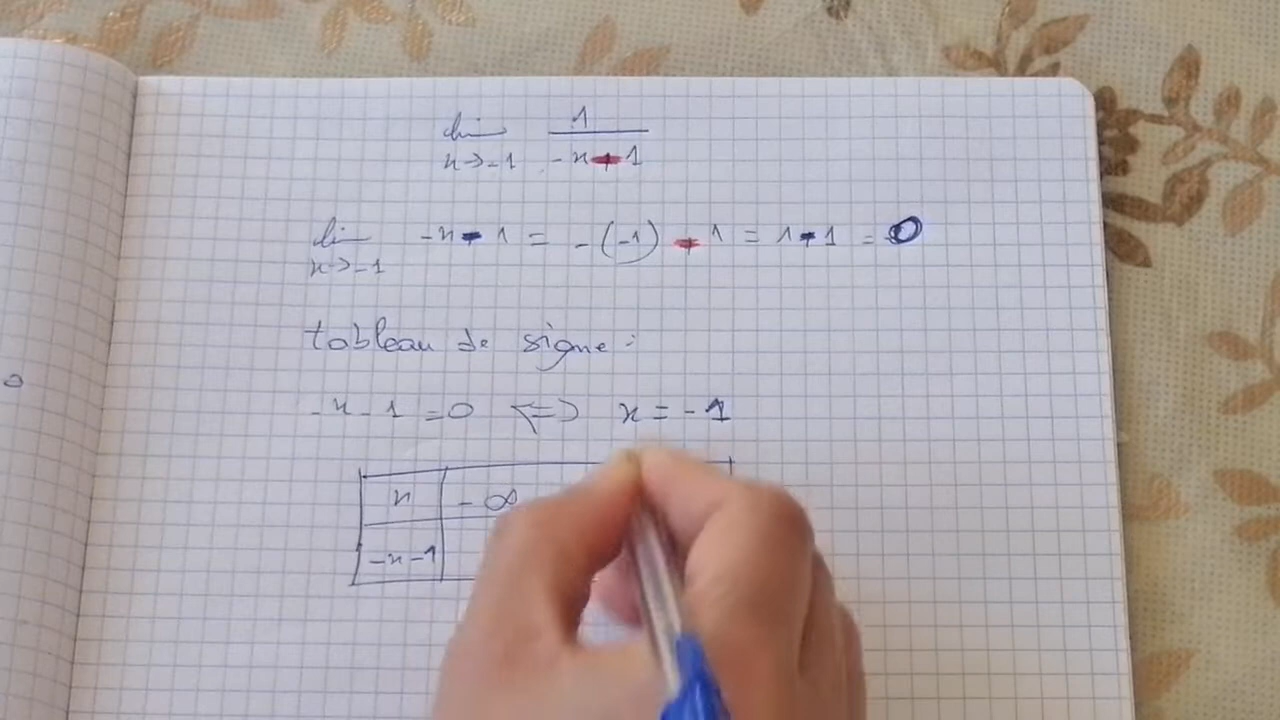 lim 1
x→-1 -x-1
lim -x-1 = -(-1) - 1 = 1-1 = 0
x→-1
tableau de signe :
-x-1 = 0 <=> x = -1
x -∞
-x-1